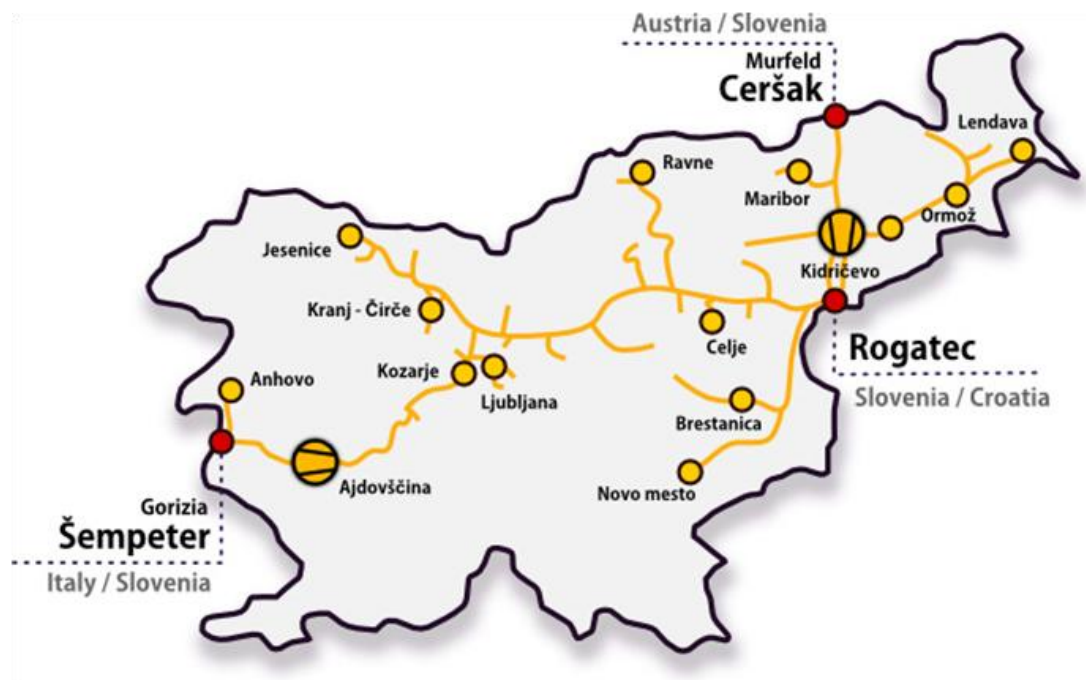 Austria / Slovenia
Murfeld
Ceršak
Lendava
Ravne
Maribor
Ormož
Jesenice
Kidričevo
Kranj - Čirče
Celje
Rogatec
Kozarje
Anhovo
Ljubljana
Slovenia / Croatia
Brestanica
Ajdovščina
Novo mesto
Gorizia
Šempeter
Italy / Slovenia